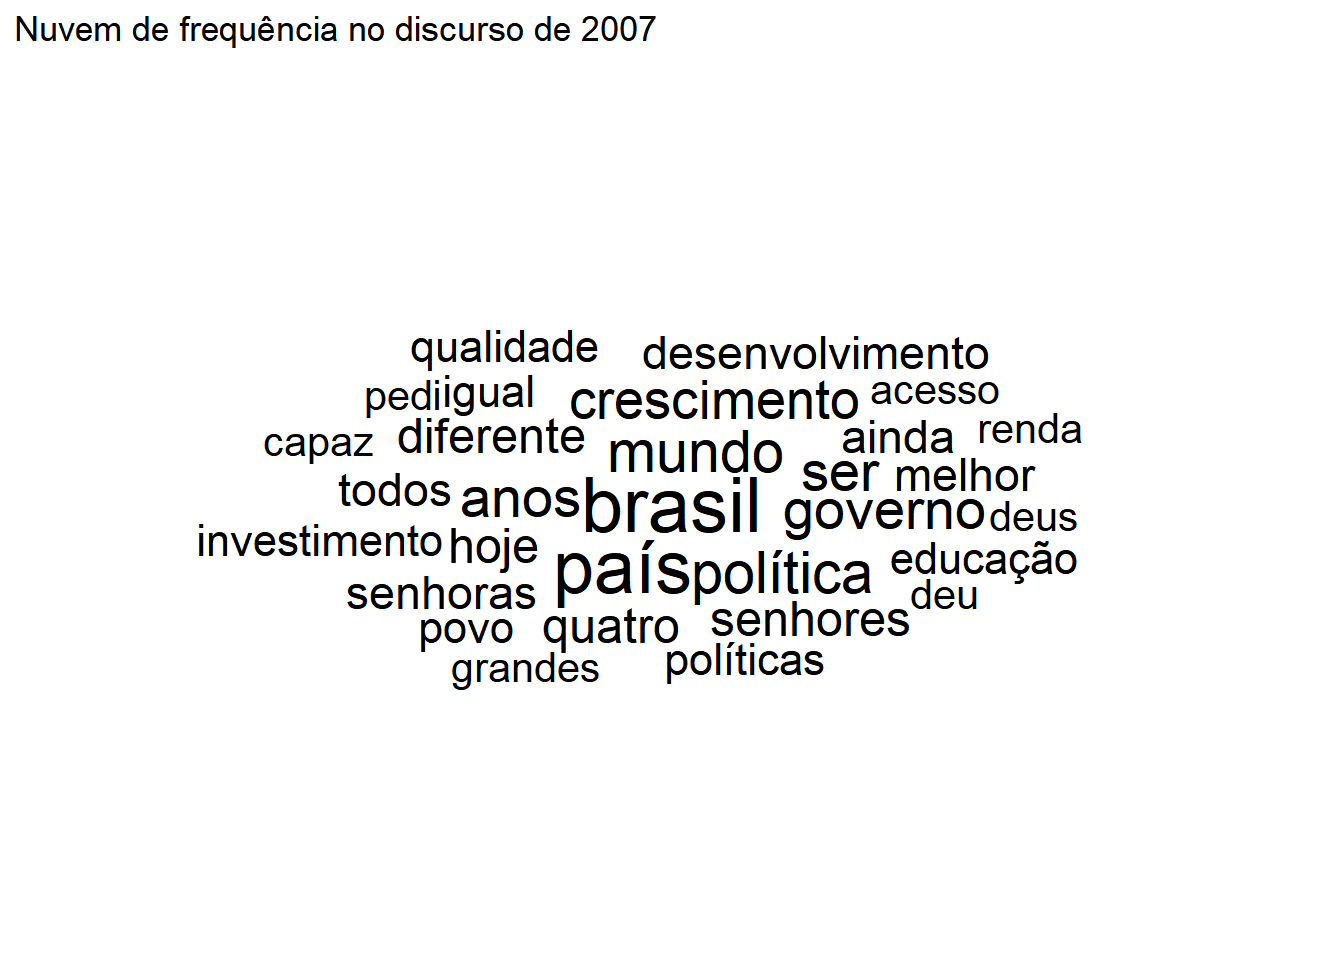 Nuvem de frequência no discurso de 2007
qualidade desenvolvimento
pedi igual crescimento acesso
capaz diferente mundo ainda renda
todos anos brasil ser melhor
governo deus
investimento hoje país política educação
senhoras deu
povo quatro senhores
grandes políticas